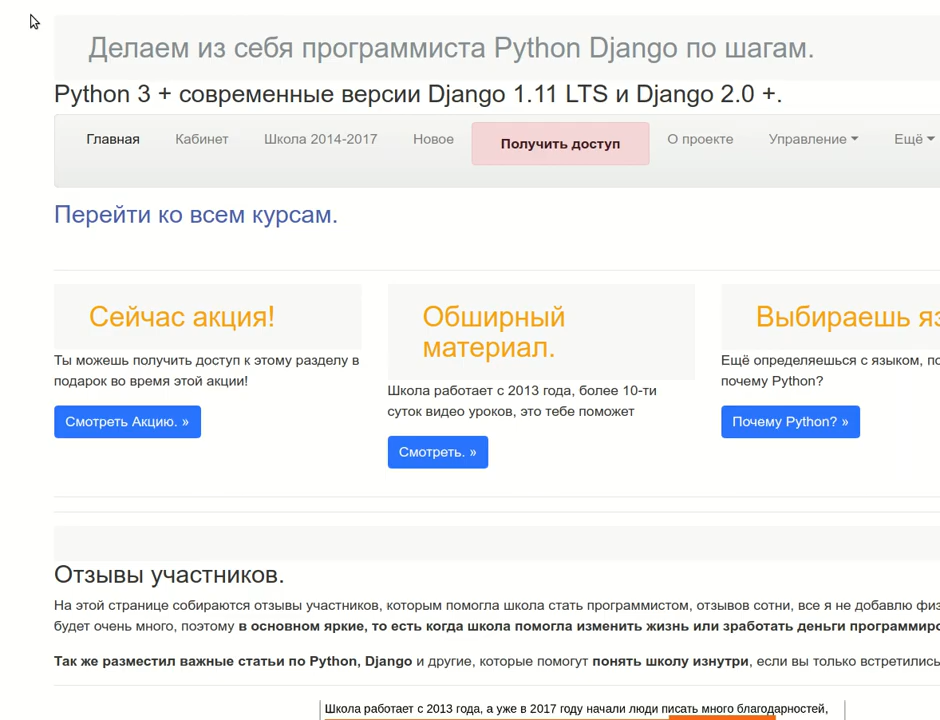 Делаем из себя программиста Python Django по шагам.
Python 3 + современные версии Django 1.11 LTS и Django 2.0 +.
Главная Кабинет Школа 2014-2017 Новое Получить доступ О проекте Управление Ещё
Перейти ко всем курсам.
Сейчас акция!
Ты можешь получить доступ к этому разделу в
подарок во время этой акции!
Смотреть Акцию. »
Обширный
материал.
Школа работает с 2013 года, более 10-ти
суток видео уроков, это тебе поможет
Смотреть. »
Выбираешь
Ещё определяешься с языком,
почему Python?
Почему Python? »
Отзывы участников.
На этой странице собираются отзывы участников, которым помогла школа стать программистом, отзывов сотни, все я не добавлю
будет очень много, поэтому в основном яркие, то есть когда школа помогла изменить жизнь или зработать деньги
Так же разместил важные статьи по Python, Django и другие, которые помогут понять школу изнутри, если вы только встретились
Школа работает с 2013 года, а уже в 2017 году начали люди писать много благодарностей,